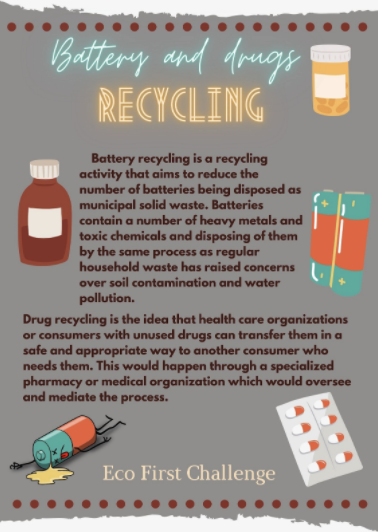 Battery and drugs
RECYCLING
Battery recycling is a recycling
activity that aims to reduce the
number of batteries being disposed as
municipal solid waste. Batteries
contain a number of heavy metals and
toxic chemicals and disposing of them
by the same process as regular
household waste has raised concerns
over soil contamination and water
pollution.
Drug recycling is the idea that health care organizations
or consumers with unused drugs can transfer them in a
safe and appropriate way to another consumer who
needs them. This would happen through a specialized
pharmacy or medical organization which would oversee
and mediate the process.
Eco First Challenge